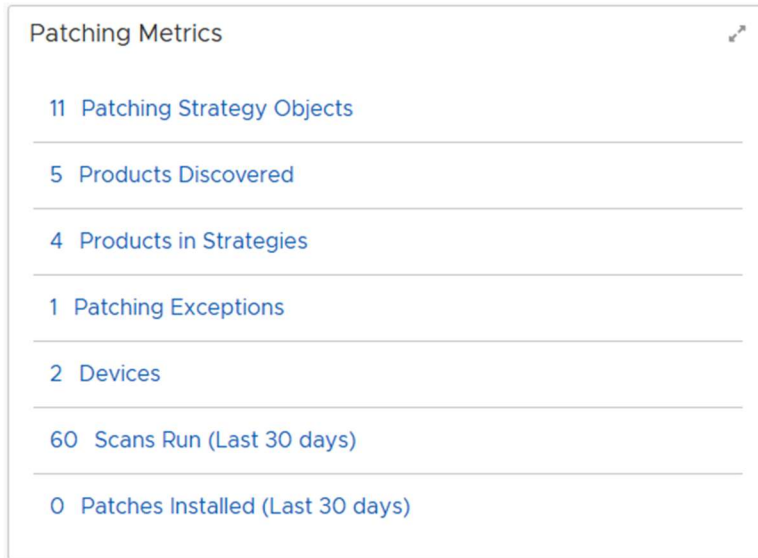 Patching Metrics
11 Patching Strategy Objects
5 Products Discovered
4 Products in Strategies
1 Patching Exceptions
2 Devices
60 Scans Run (Last 30 days)
0 Patches Installed (Last 30 days)